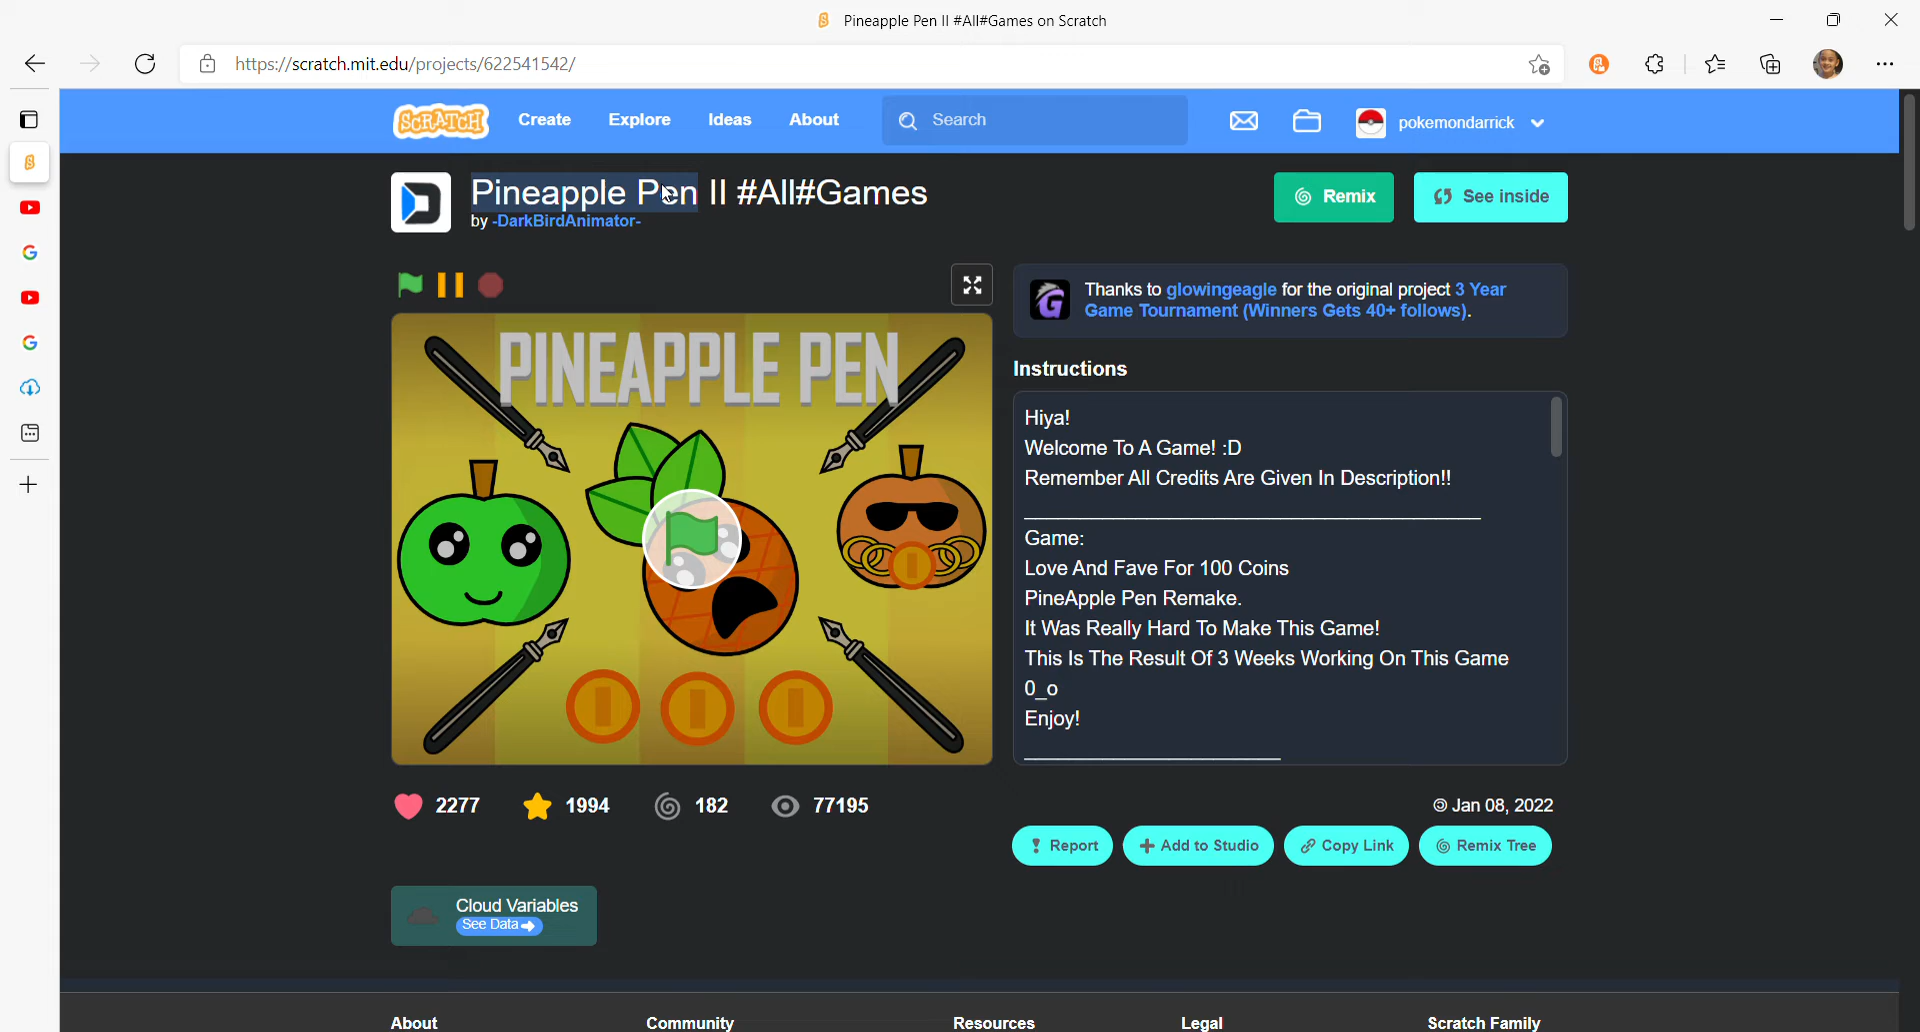 Pineapple Pen II #All#Games on Scratch
https://scratch.mit.edu/projects/622541542/
SCRATCH
Create
Explore
Ideas
About
Search
pokemondarrick
Pineapple Pen II #All#Games
by -DarkBirdAnimator-
Remix
See inside
Thanks to glowingeagle for the original project 3 Year
Game Tournament (Winners Gets 40+ follows).
PINEAPPLE PEN
Instructions
Hiya!
Welcome To A Game! :D
Remember All Credits Are Given In Description!!
Game:
Love And Fave For 100 Coins
PineApple Pen Remake.
It Was Really Hard To Make This Game!
This Is The Result Of 3 Weeks Working On This Game
0_o
Enjoy!
2277
1994
182
77195
© Jan 08, 2022
Report
Add to Studio
Copy Link
Remix Tree
Cloud Variables
See Data
About
Community
Resources
Legal
Scratch Family